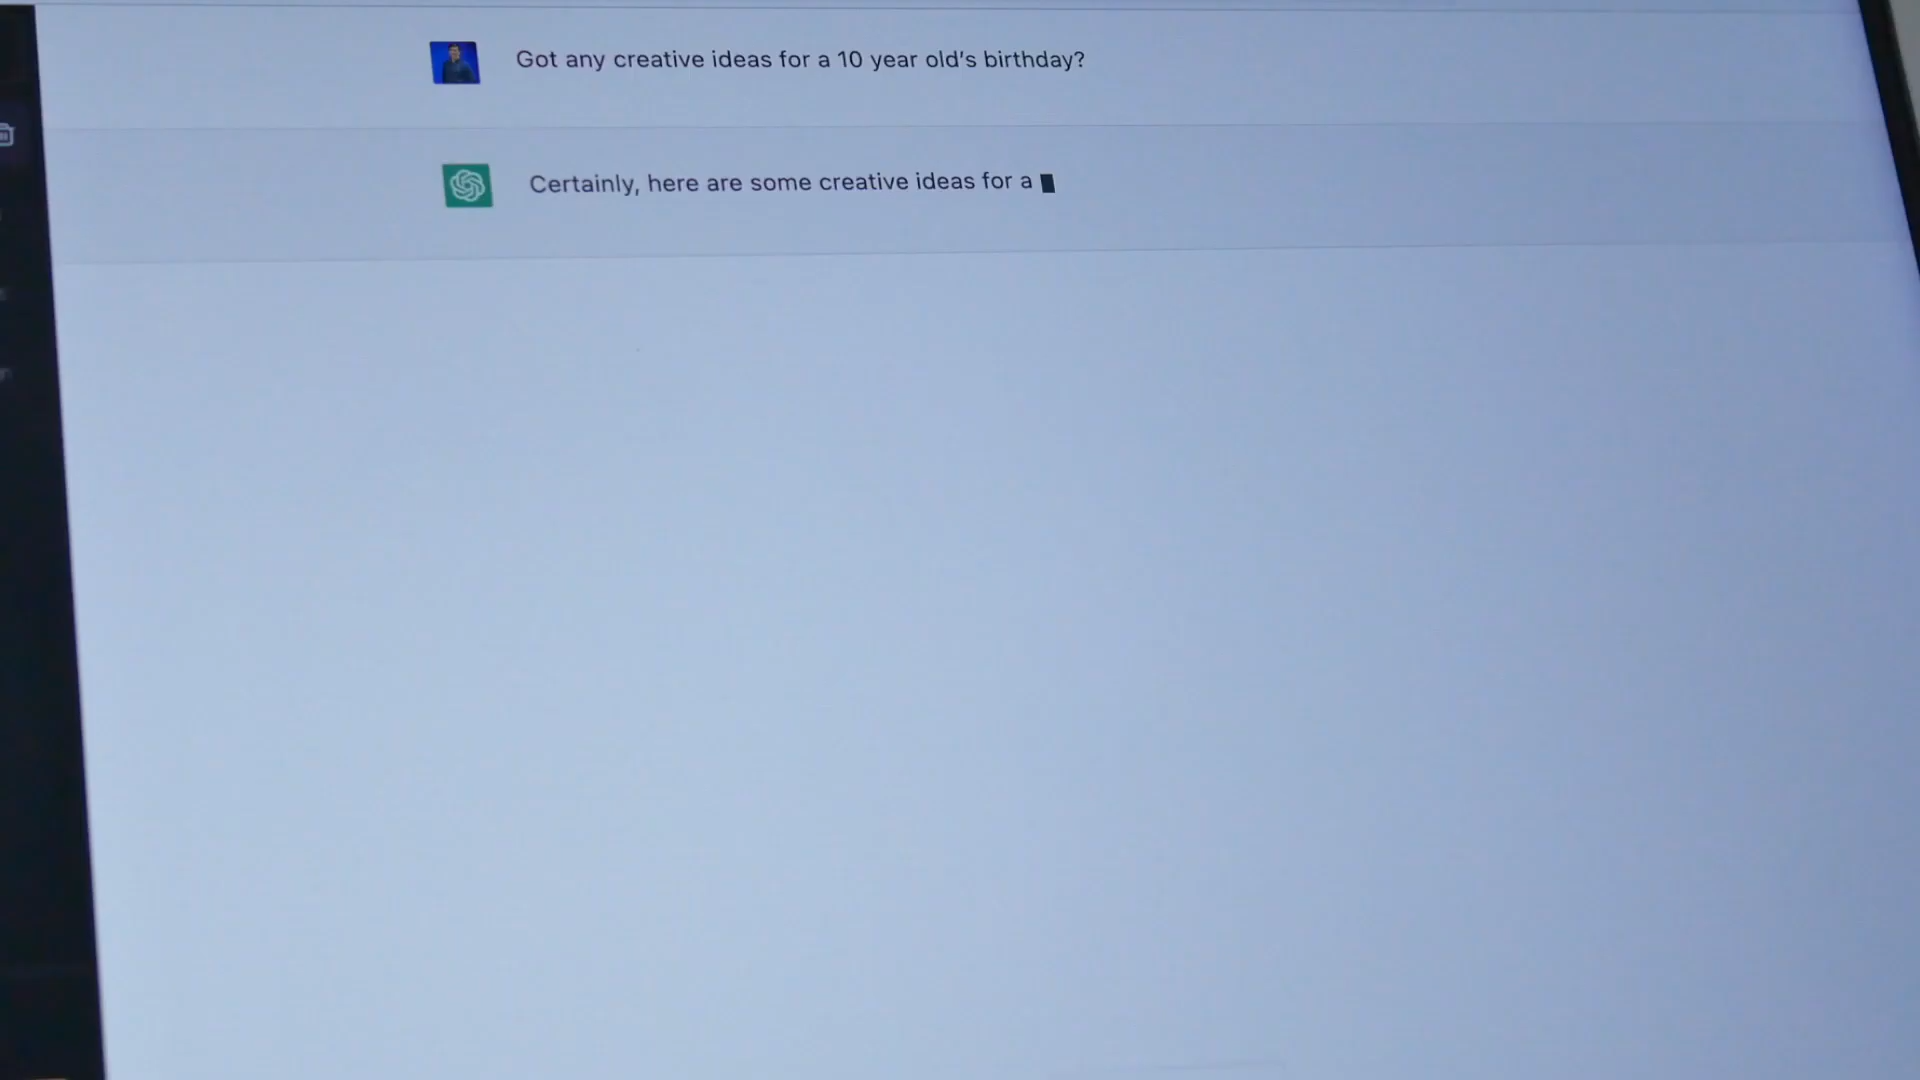 Got any creative ideas for a 10 year old's birthday?
Certainly, here are some creative ideas for a